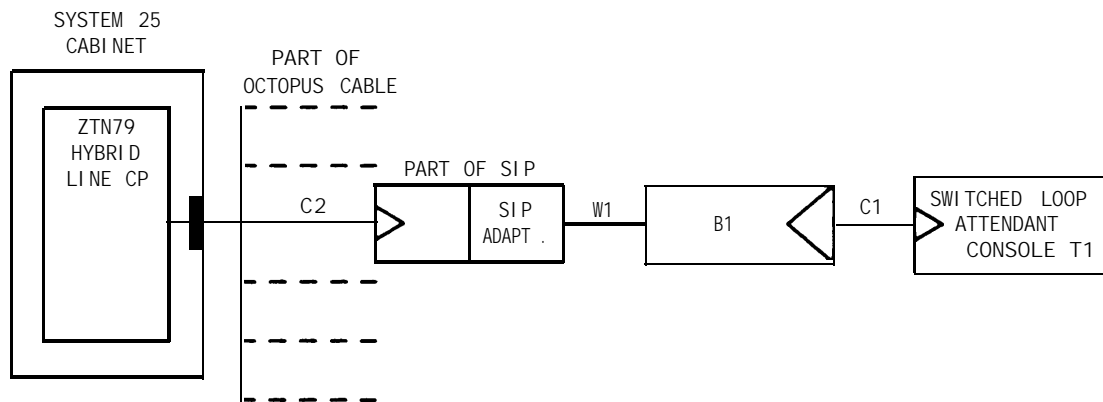 SYSTEM 25
CABINET
PART OF
OCTOPUS CABLE
ZTN79
HYBRID
LINE CP
PART OF SIP
C2
SIP
ADAPT.
W1
B1
C1
SWITCHED LOOP
ATTENDANT
CONSOLE T1